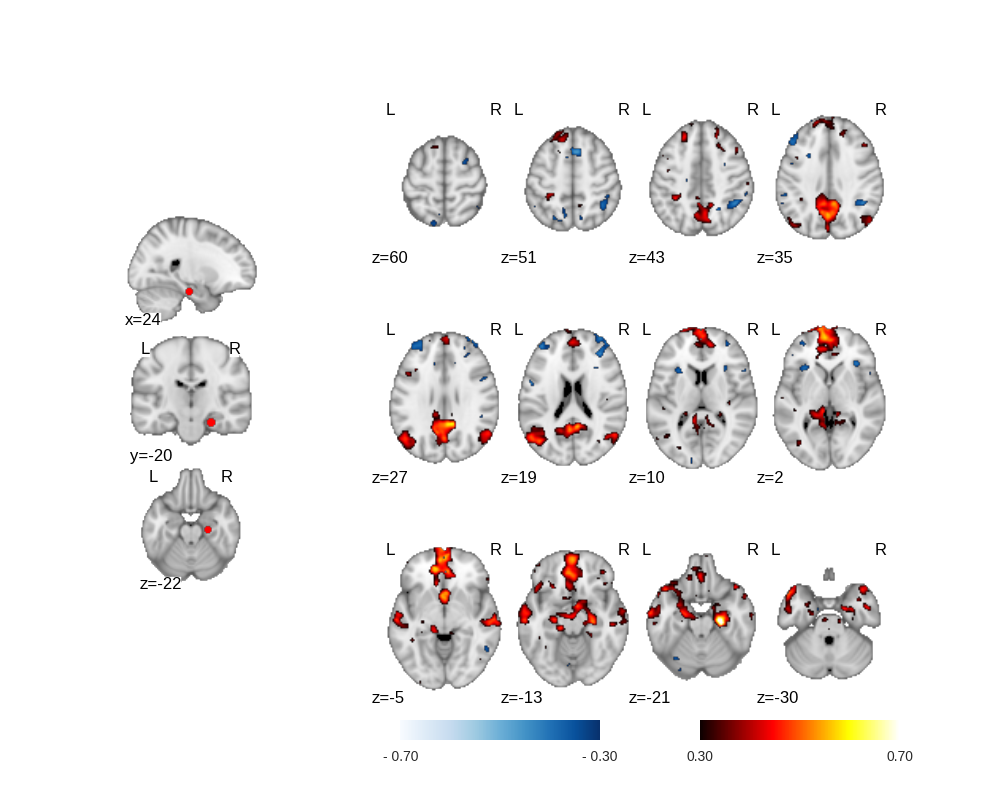 L R L R L R L R
z=60 z=51 z=43 z=35
x=24
L R
y=-20
L R
z=-22
L R L R L R L R
z=27 z=19 z=10 z=2
L R L R L R L R
z=-5 z=-13 z=-21 z=-30
- 0.70 - 0.30 0.30 0.70